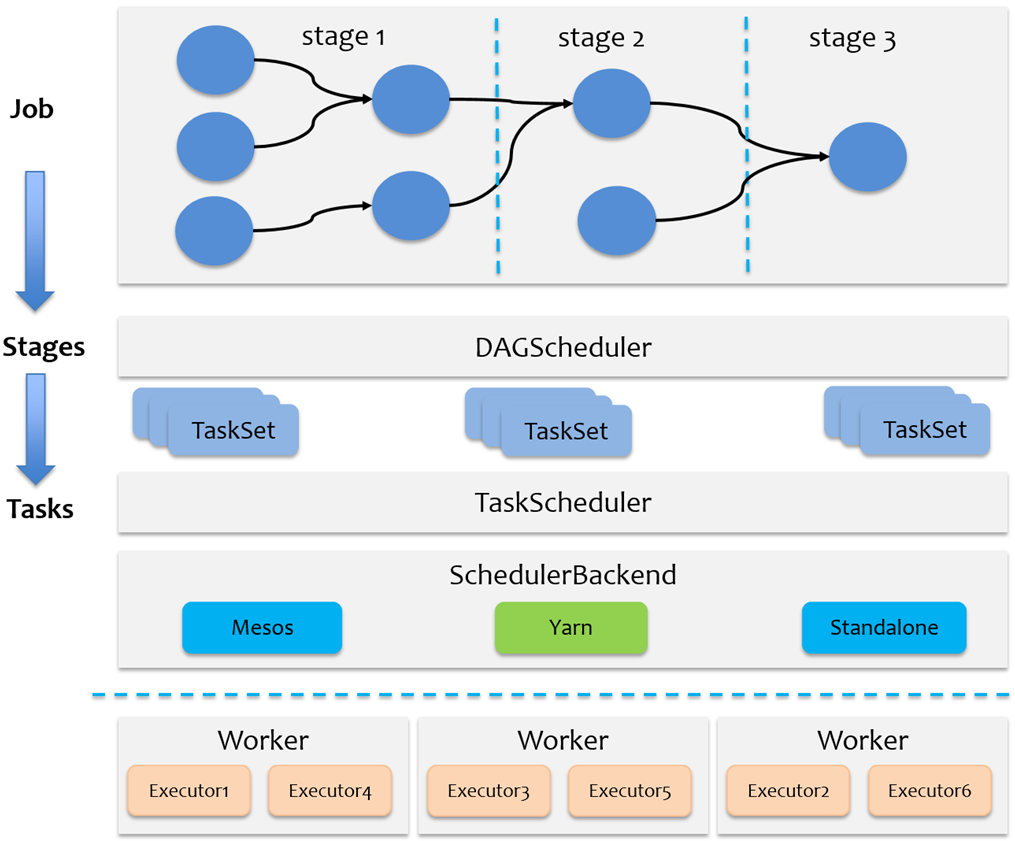 stage 1
stage 2
stage 3
Job
Stages
DAGScheduler
TaskSet
TaskSet
TaskSet
Tasks
TaskScheduler
SchedulerBackend
Mesos
Yarn
Standalone
Worker
Worker
Worker
Executor1
Executor4
Executor3
Executor5
Executor2
Executor6